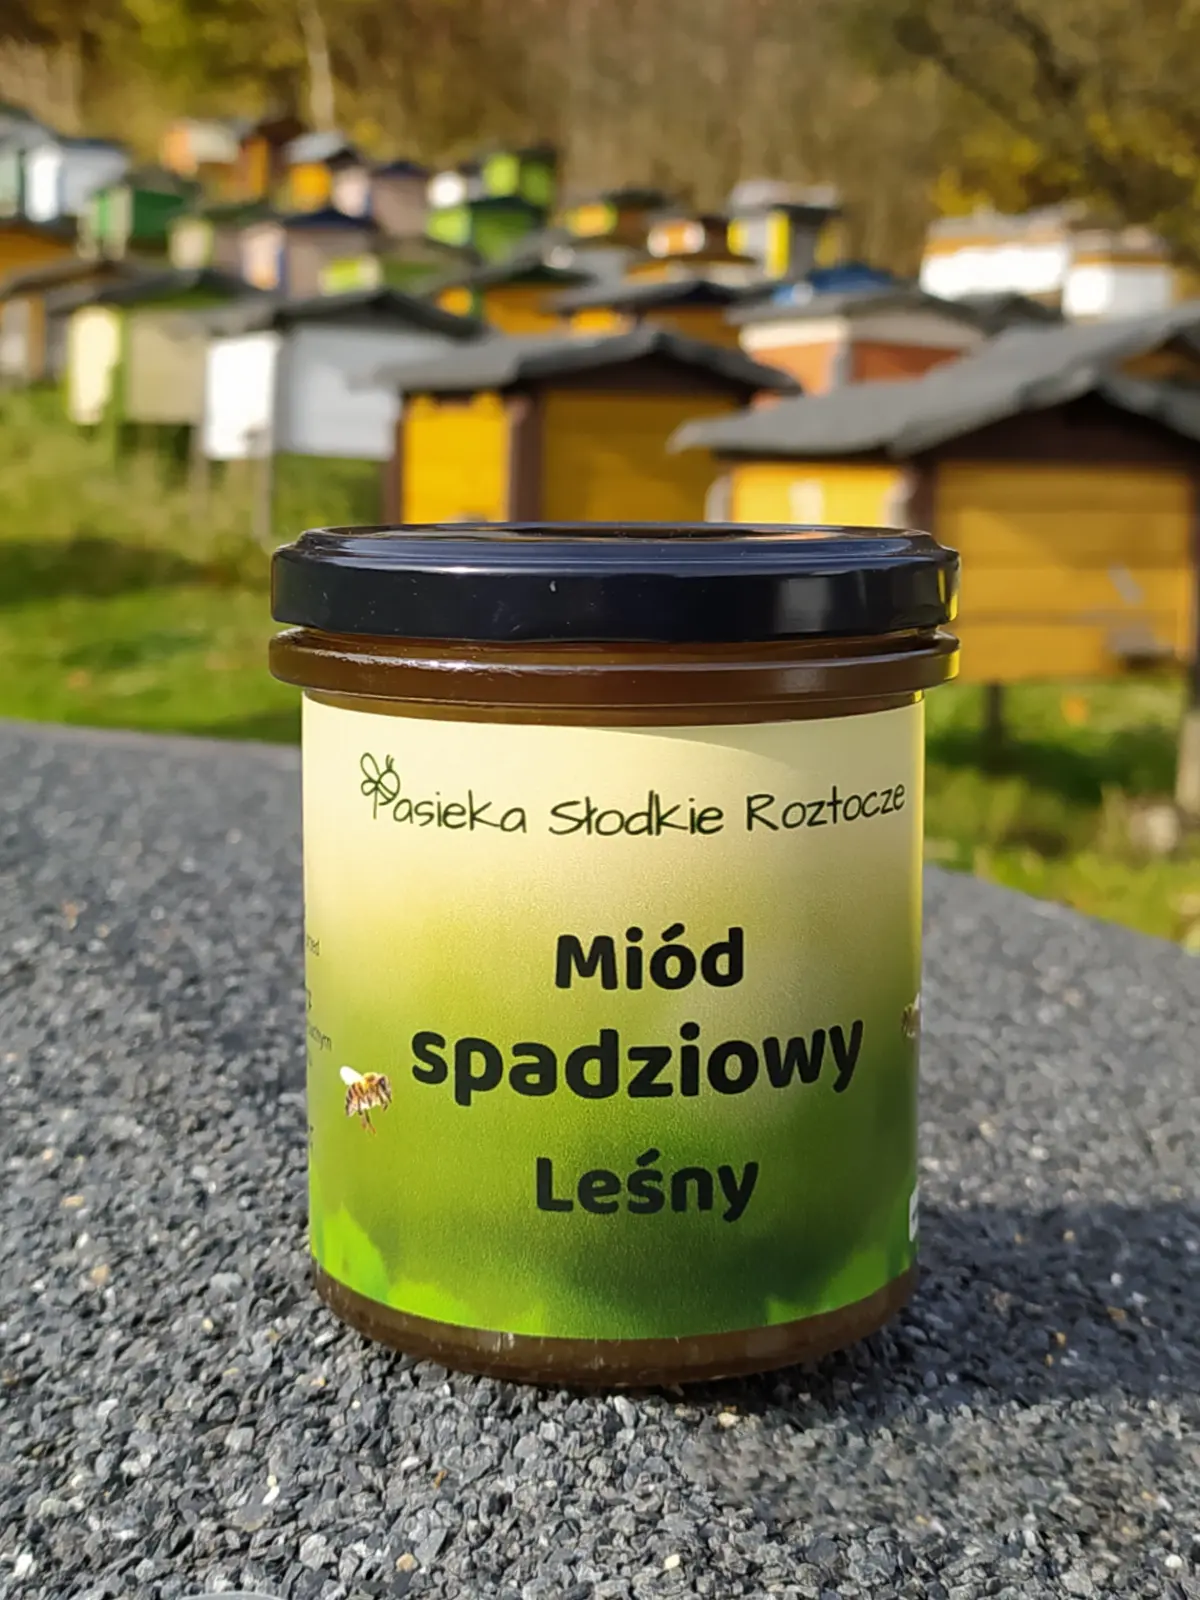 Pasieka Słodkie Roztocze
Miód
spadziowy
Leśny